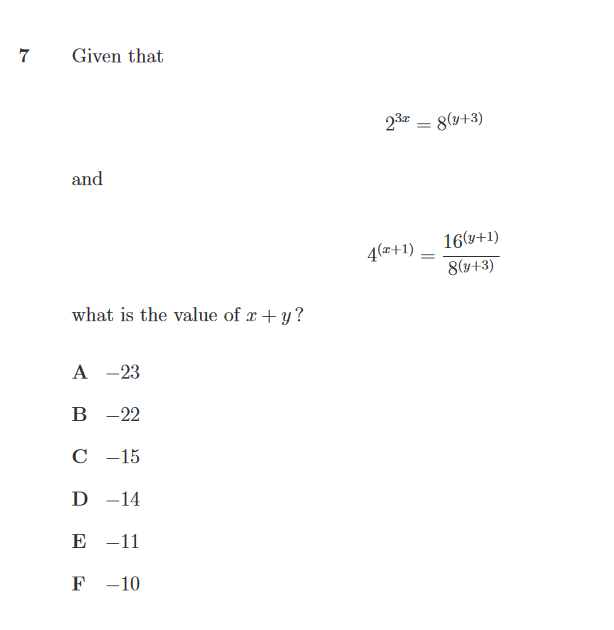 7 Given that
2^{3x} = 8^{(y+3)}
and
4^{(x+1)} = \frac{16^{(y+1)}}{8^{(y+3)}}
what is the value of x + y?
A −23
B −22
C −15
D −14
E −11
F −10